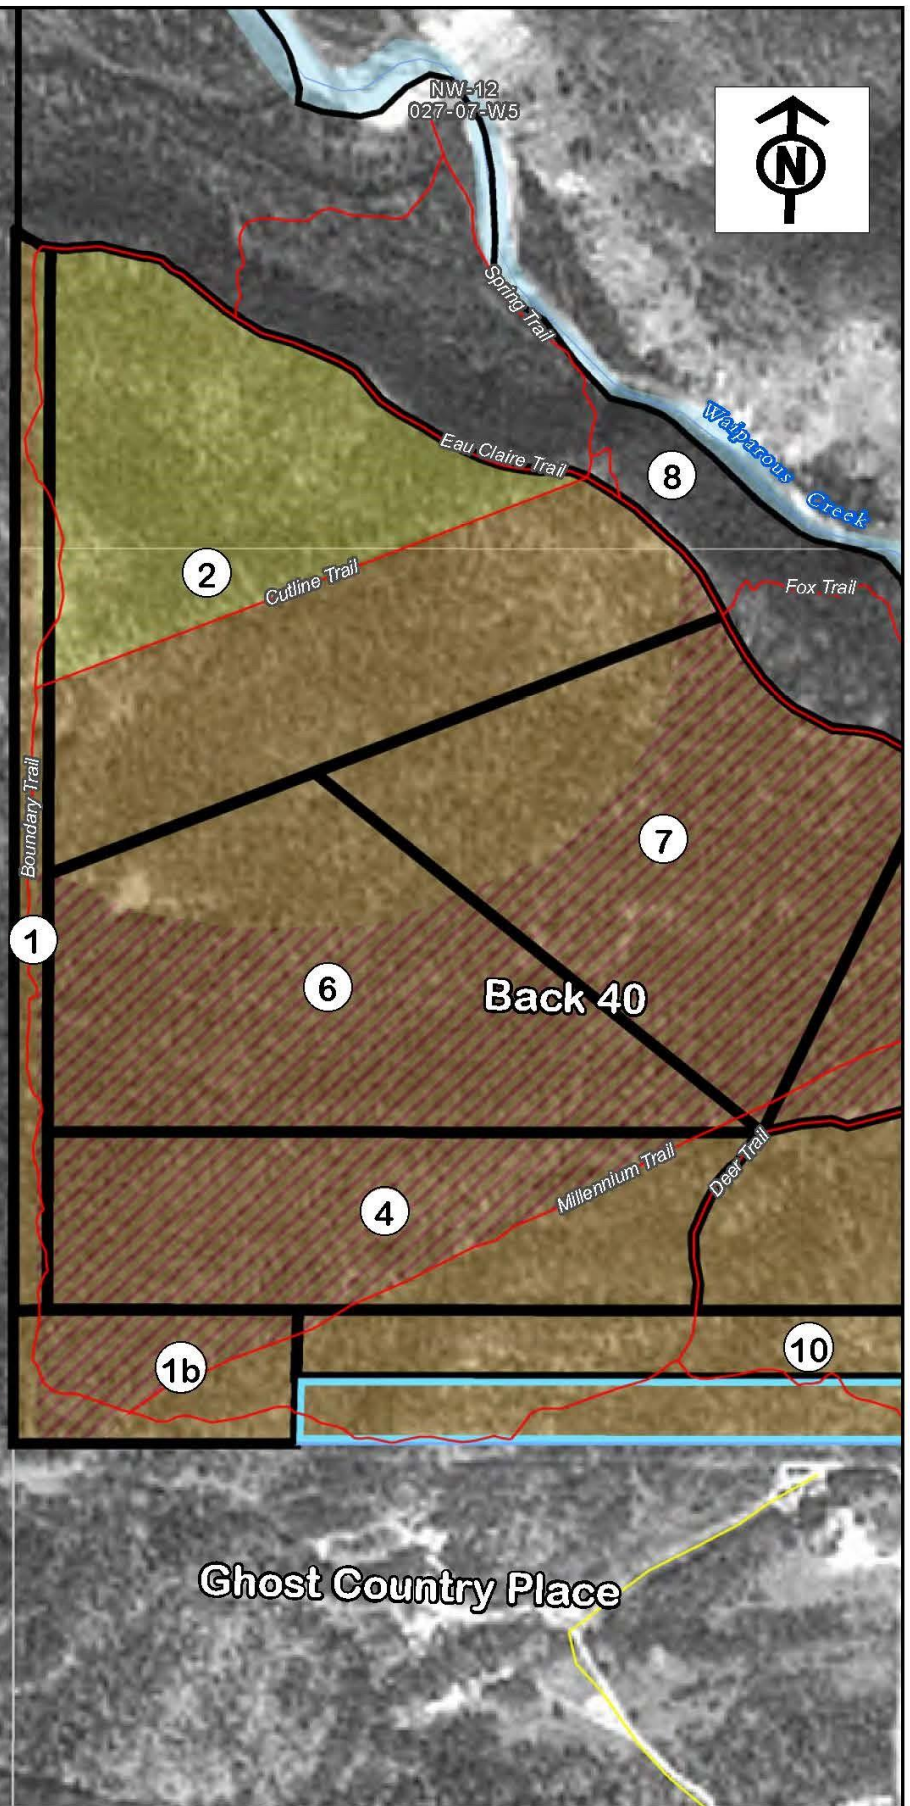 NW-12
027-07-W5
N
Spring Trail
Waiparous Creek
Eau Claire Trail
8
2
Cutline Trail
Fox Trail
Boundary Trail
7
1
6
Back 40
Millennium Trail
Deer Trail
4
10
1b
Ghost Country Place